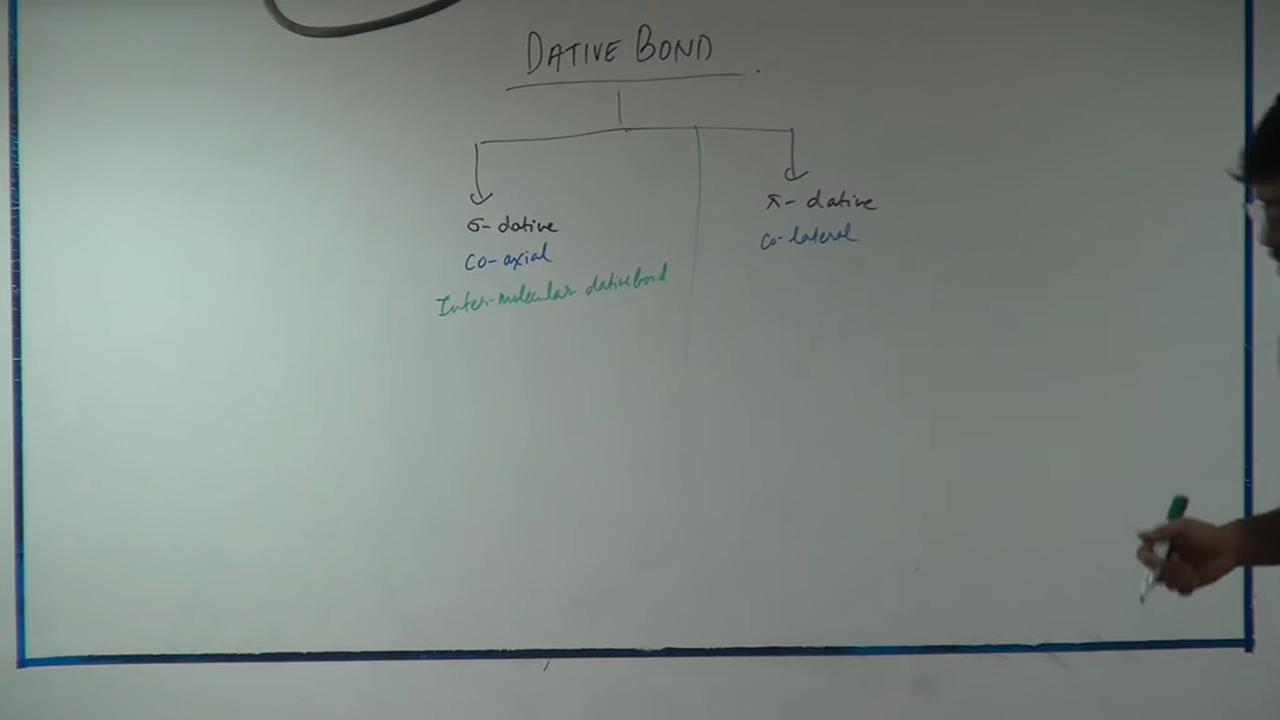 DATIVE BOND
σ- dative
π- dative
co-axial
co-lateral
Inter-molecular dative bond